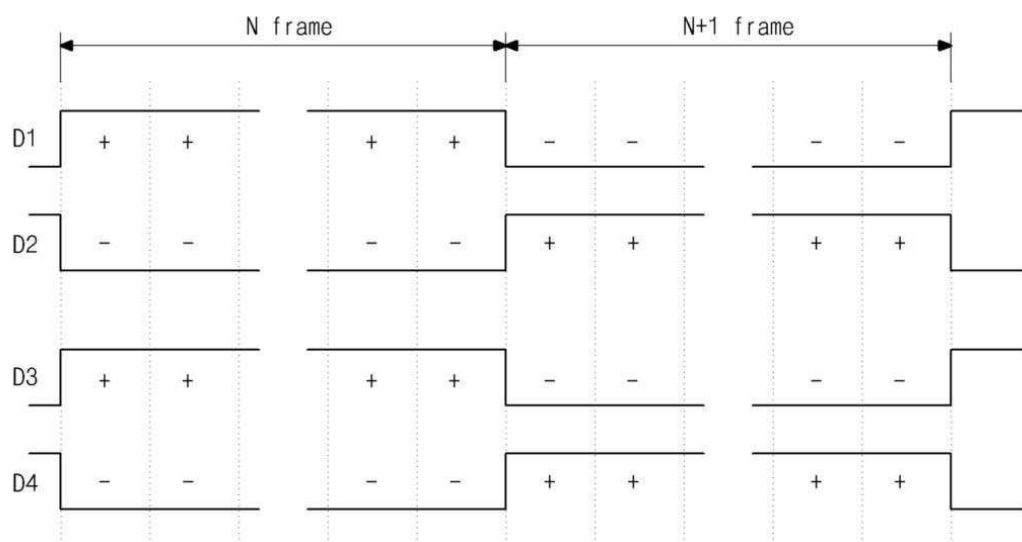 N frame N+1 frame
D1 + + + + − − − −
D2 − − − − + + + +
D3 + + + + − − − −
D4 − − − − + + + +